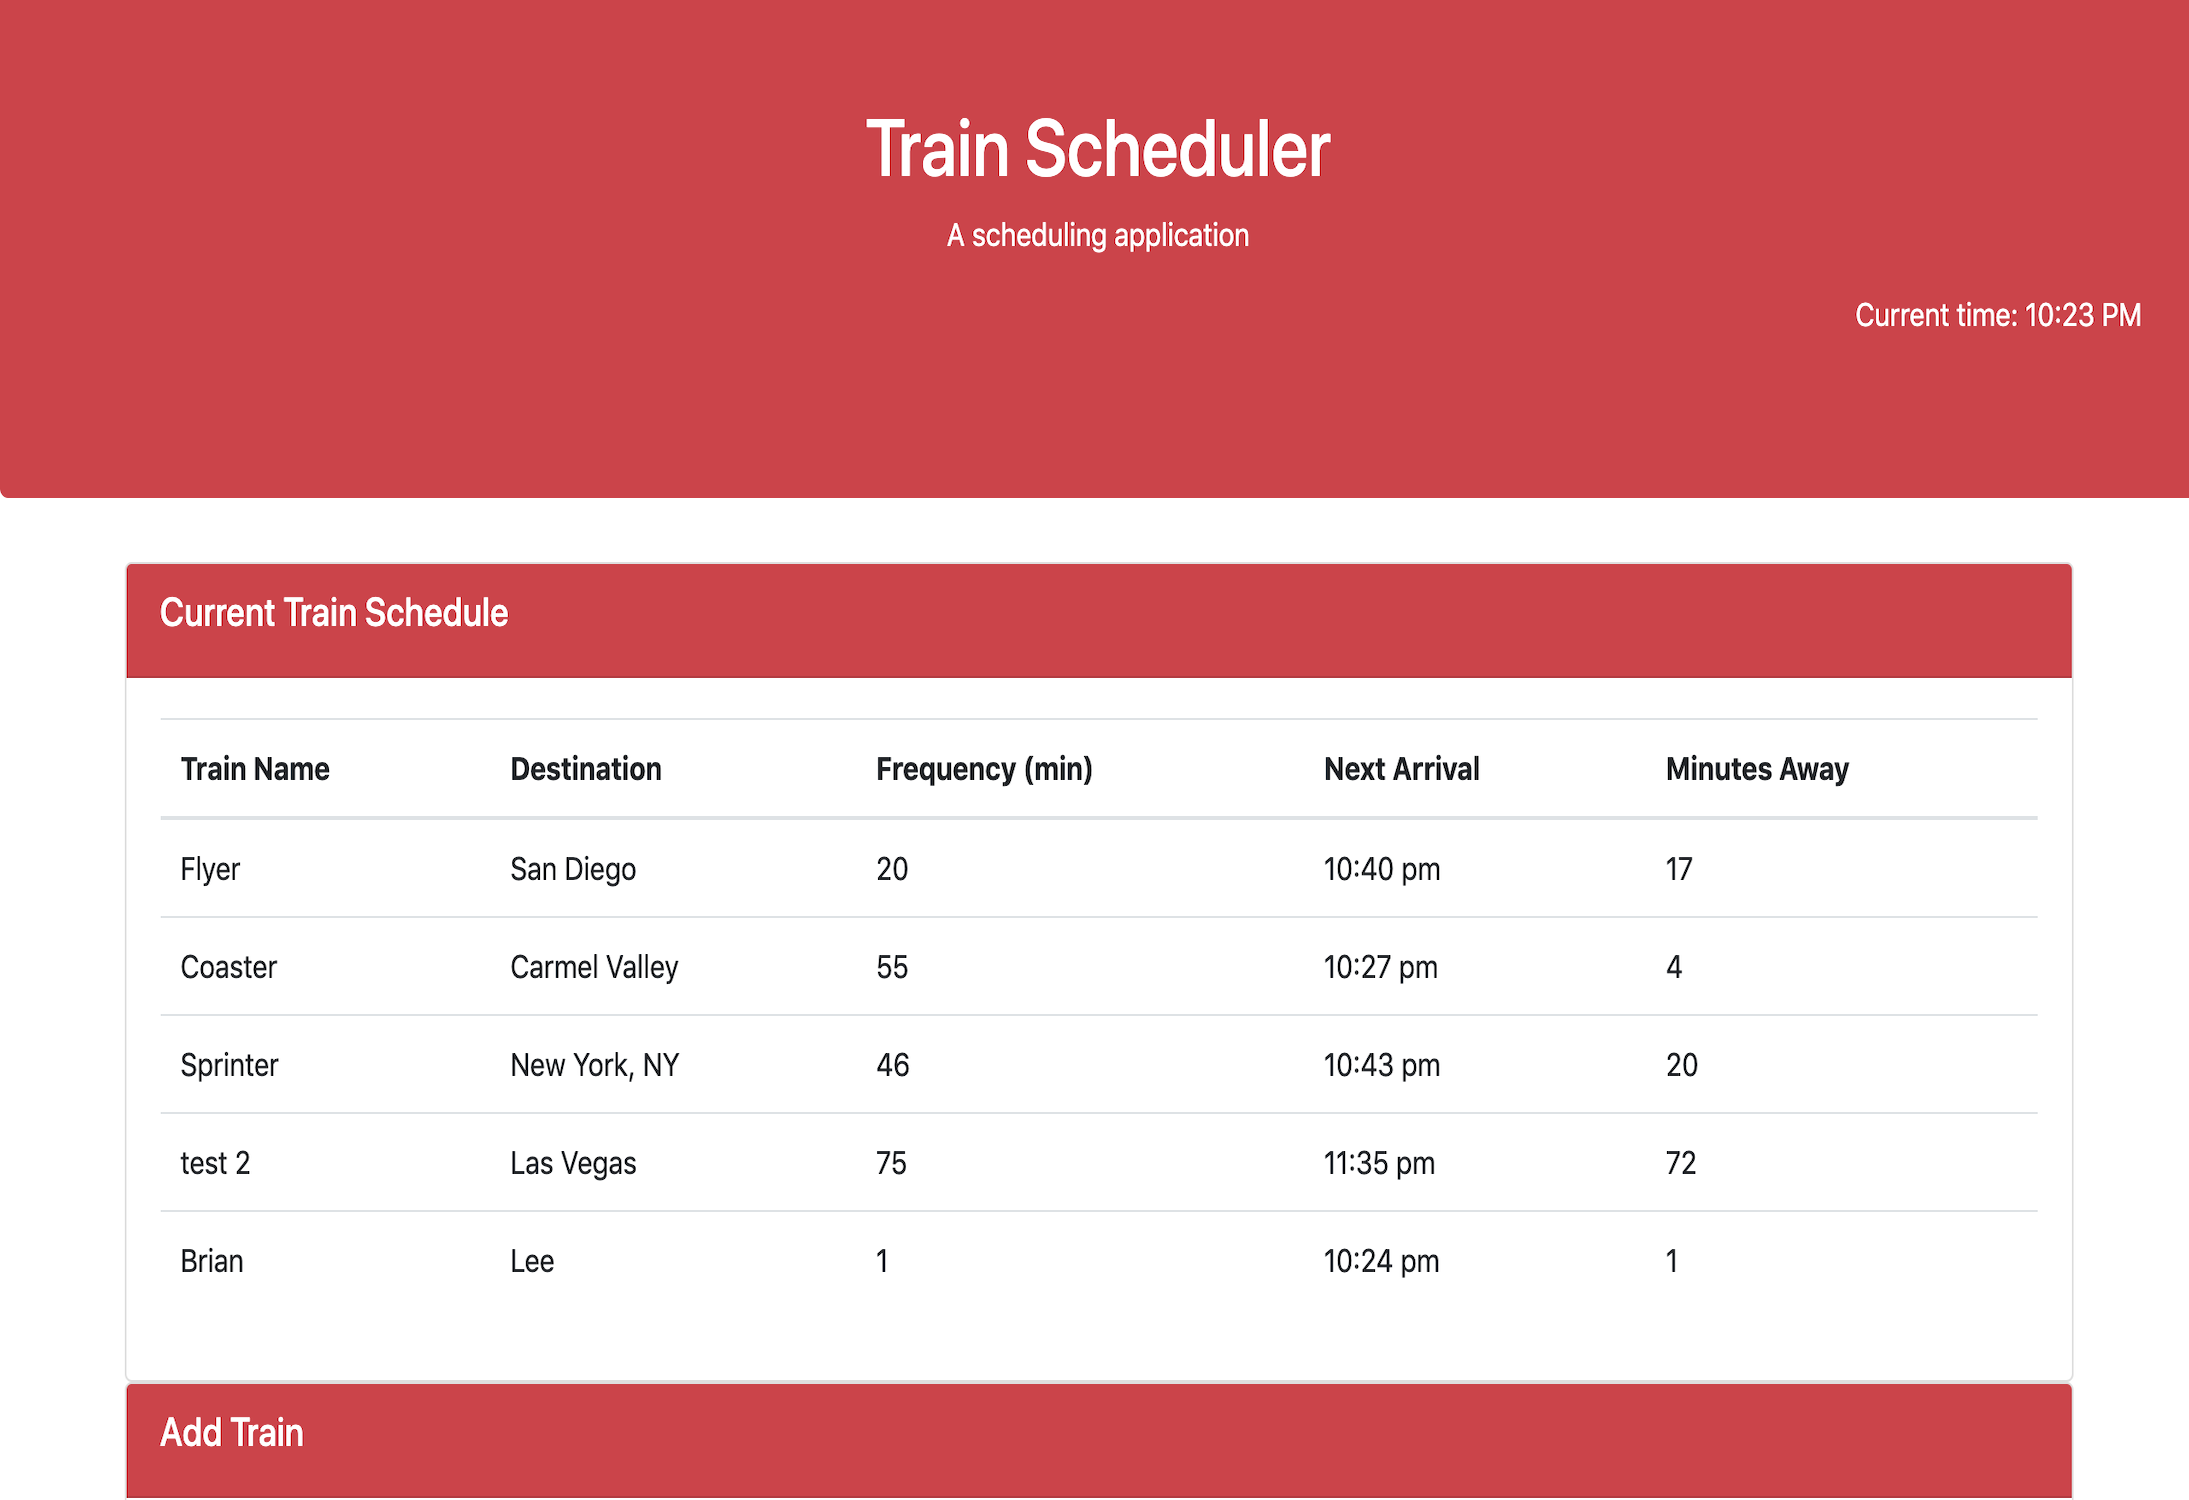 Train Scheduler
A scheduling application
Current time: 10:23 PM
Current Train Schedule
Train Name Destination Frequency (min) Next Arrival Minutes Away
Flyer San Diego 20 10:40 pm 17
Coaster Carmel Valley 55 10:27 pm 4
Sprinter New York, NY 46 10:43 pm 20
test 2 Las Vegas 75 11:35 pm 72
Brian Lee 1 10:24 pm 1
Add Train